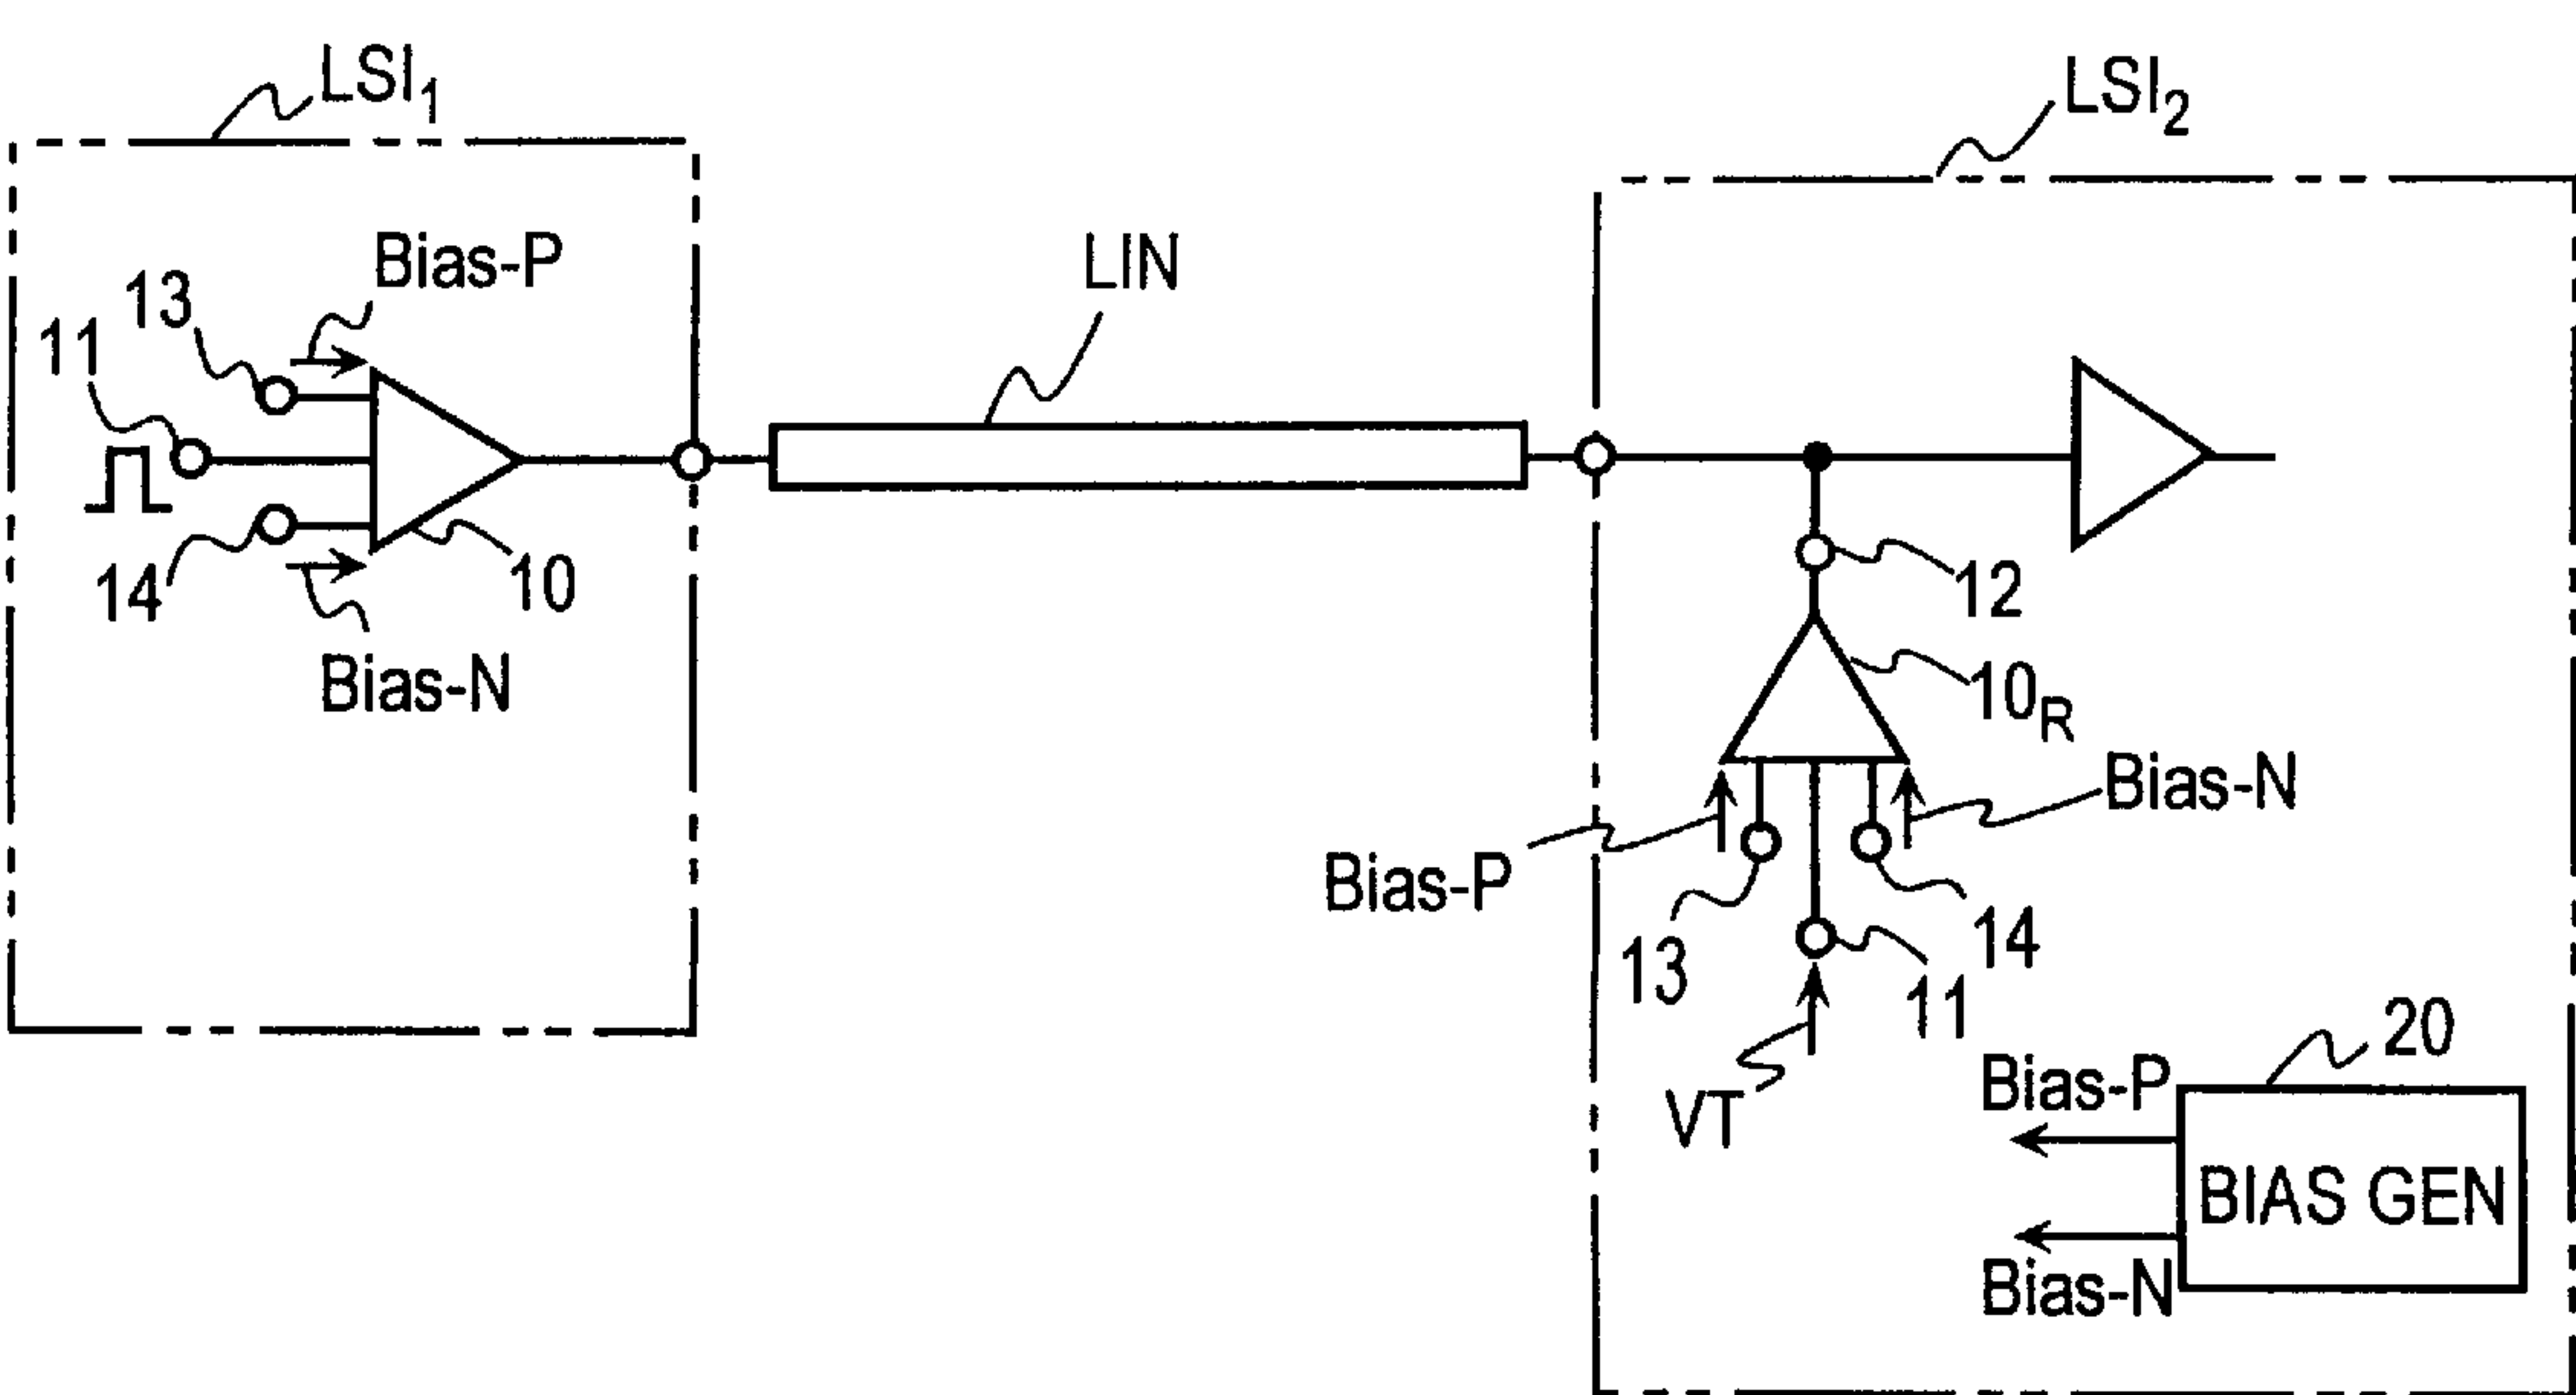 LSI₁
LSI₂
Bias-P
LIN
13
11
14
10
Bias-N
12
10R
Bias-N
Bias-P
13
14
11
VT
20
Bias-P
BIAS GEN
Bias-N